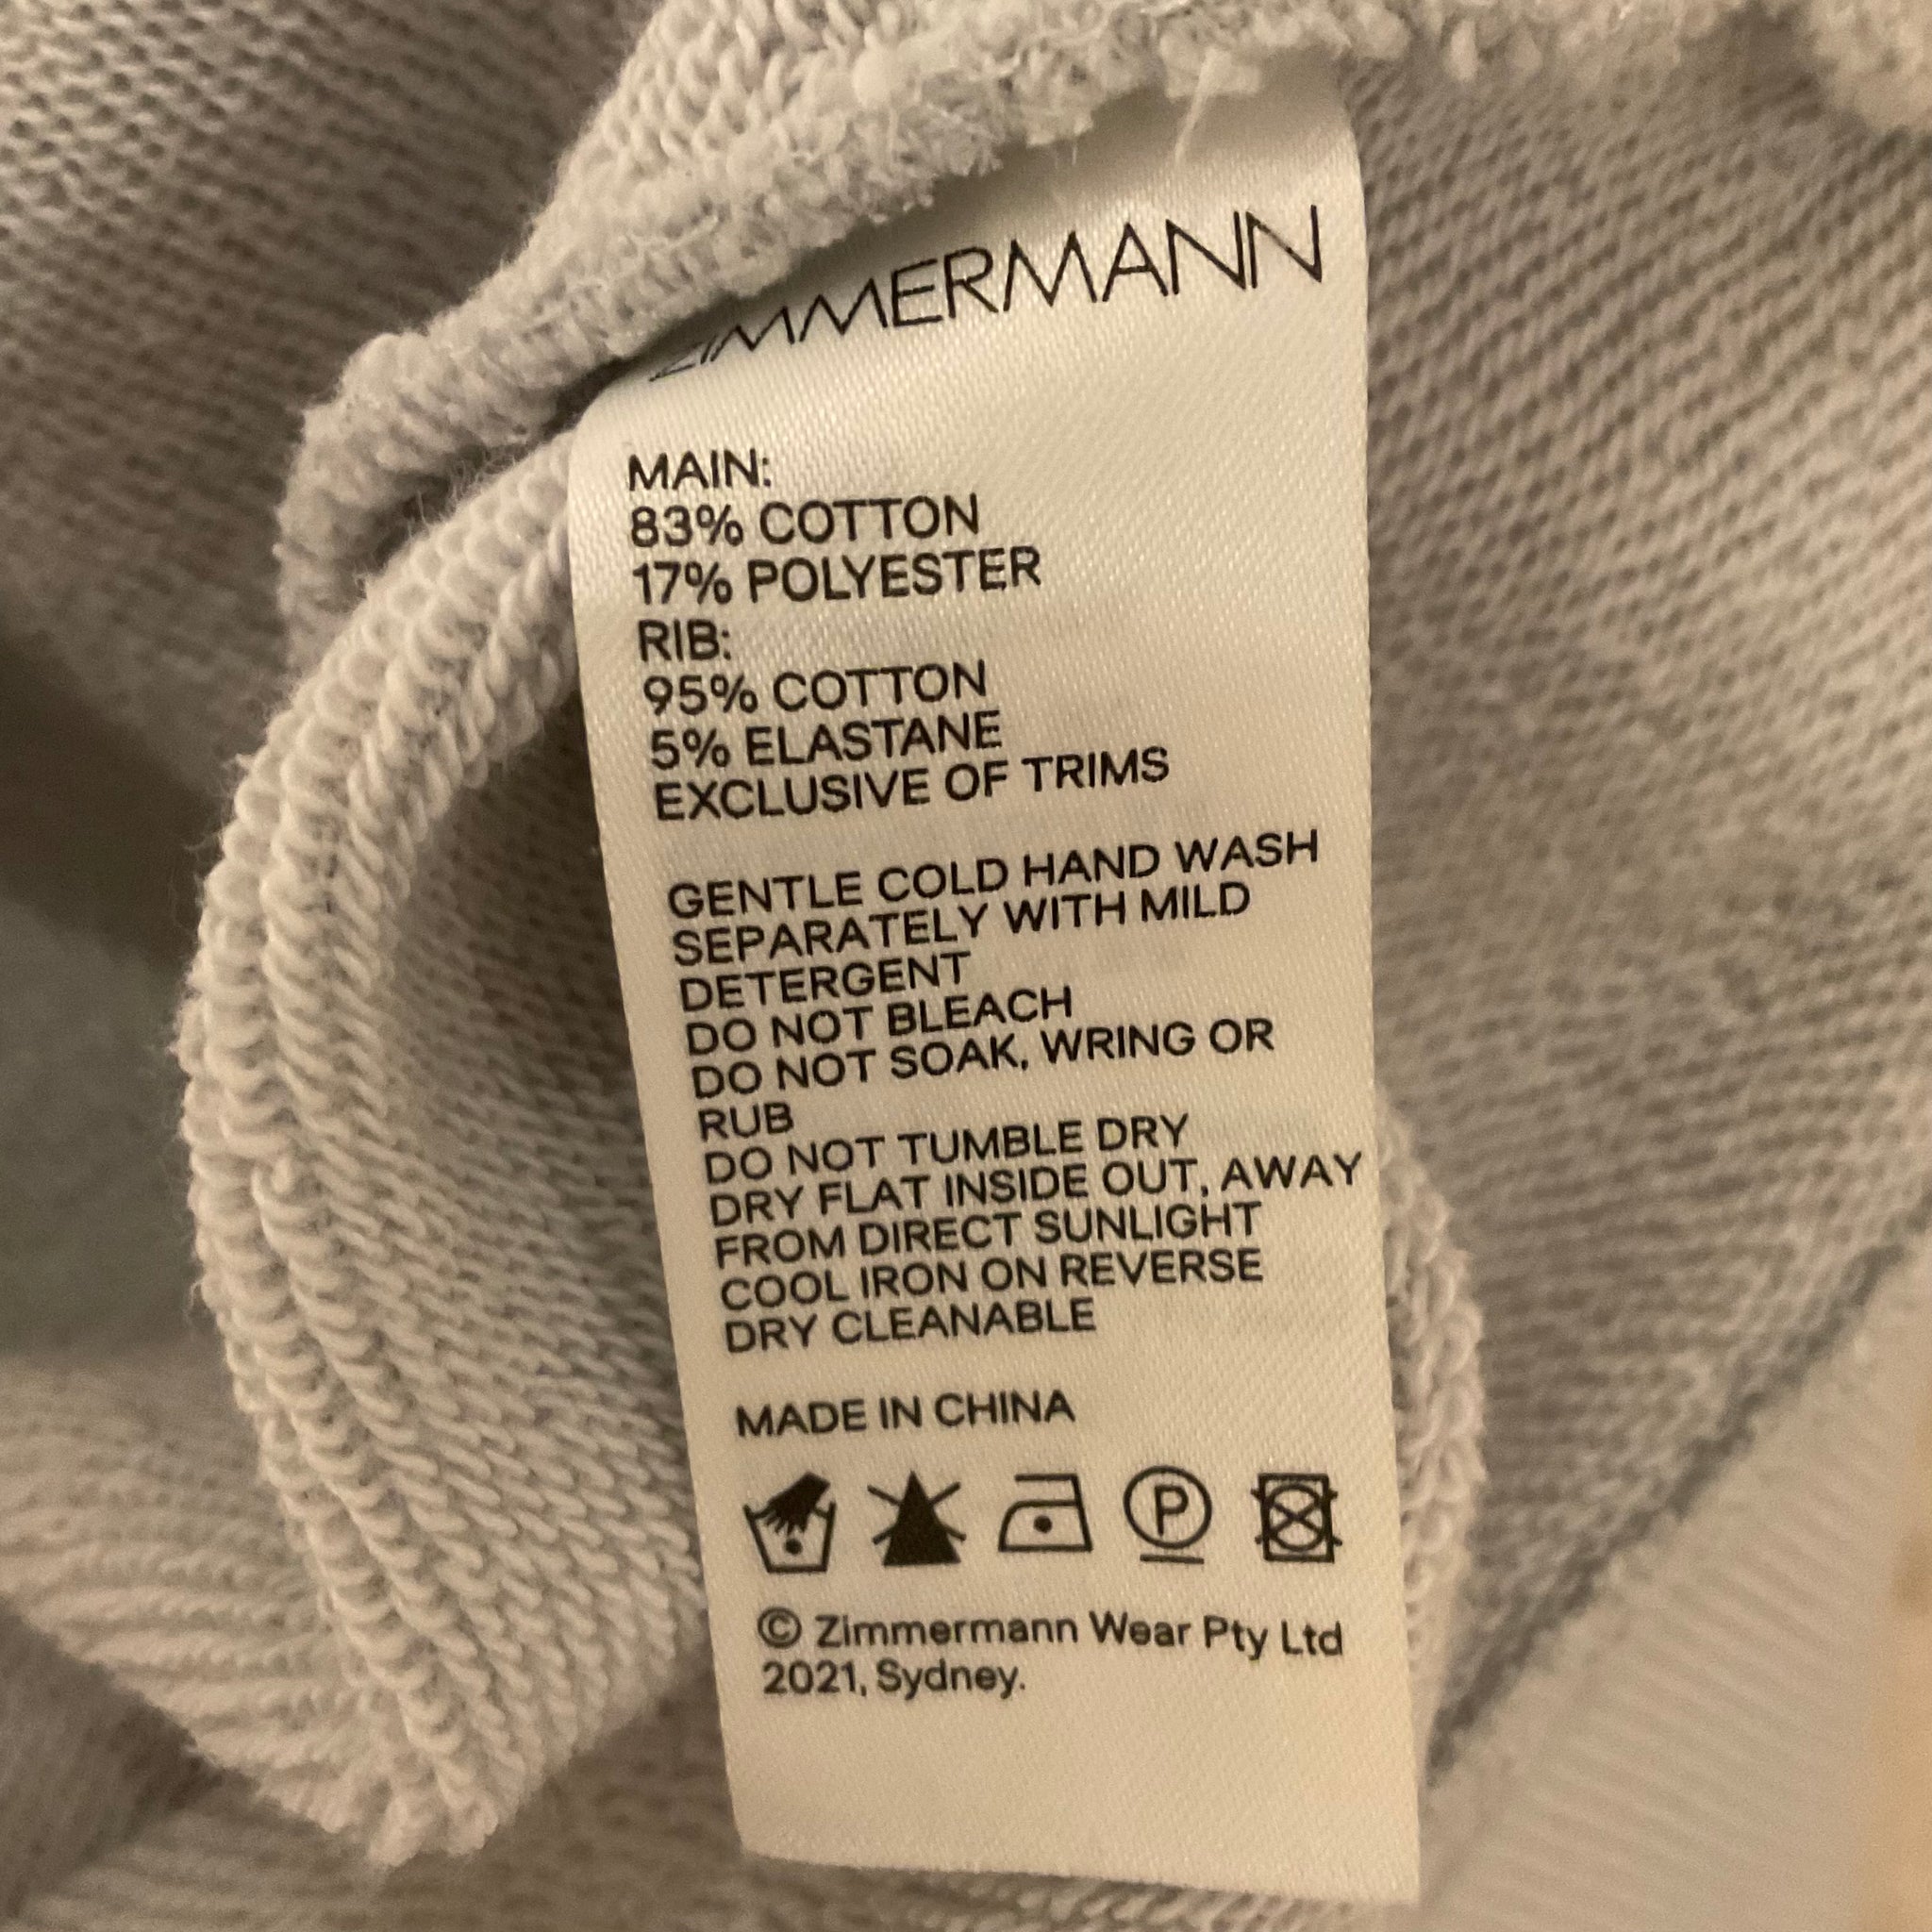 ZIMMERMANN
MAIN:
83% COTTON
17% POLYESTER
RIB:
95% COTTON
5% ELASTANE
EXCLUSIVE OF TRIMS
GENTLE COLD HAND WASH
SEPARATELY WITH MILD
DETERGENT
DO NOT BLEACH
DO NOT SOAK, WRING OR
RUB
DO NOT TUMBLE DRY
DRY FLAT INSIDE OUT, AWAY
FROM DIRECT SUNLIGHT
COOL IRON ON REVERSE
DRY CLEANABLE
MADE IN CHINA
P
© Zimmermann Wear Pty Ltd
2021, Sydney.